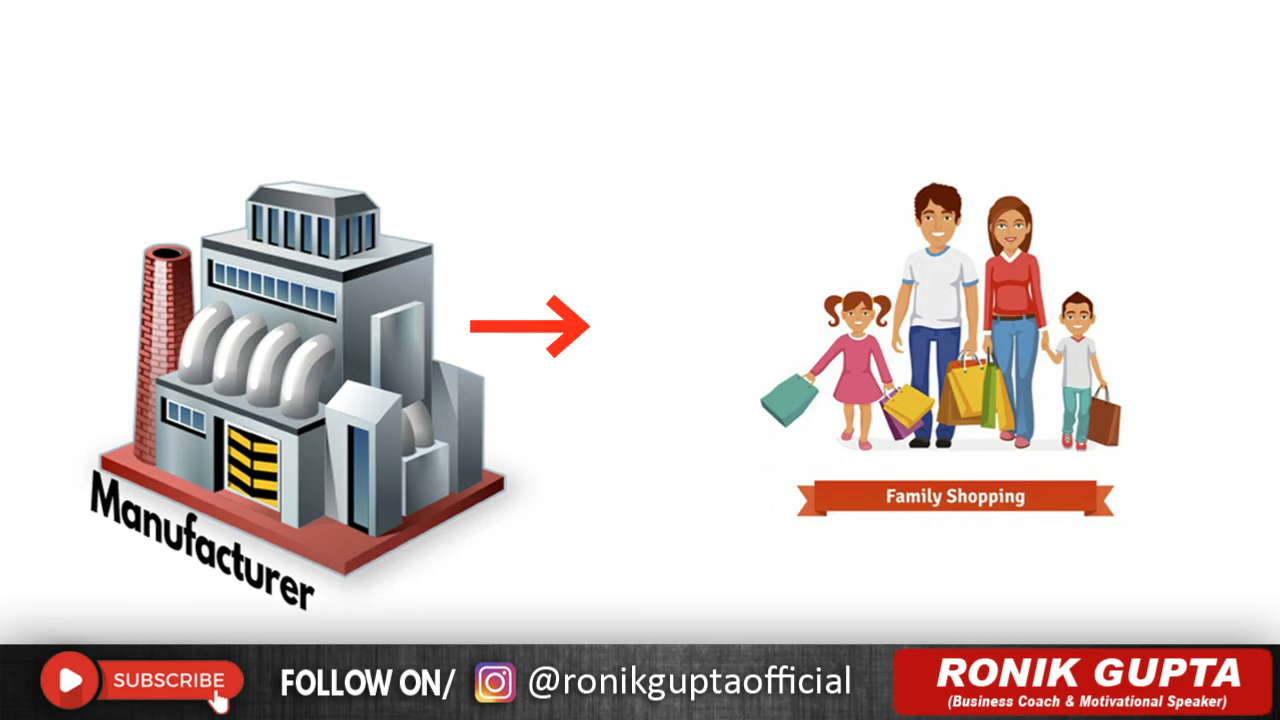 Manufacturer
Family Shopping
SUBSCRIBE
FOLLOW ON/ @ronikguptaofficial
RONIK GUPTA
(Business Coach & Motivational Speaker)